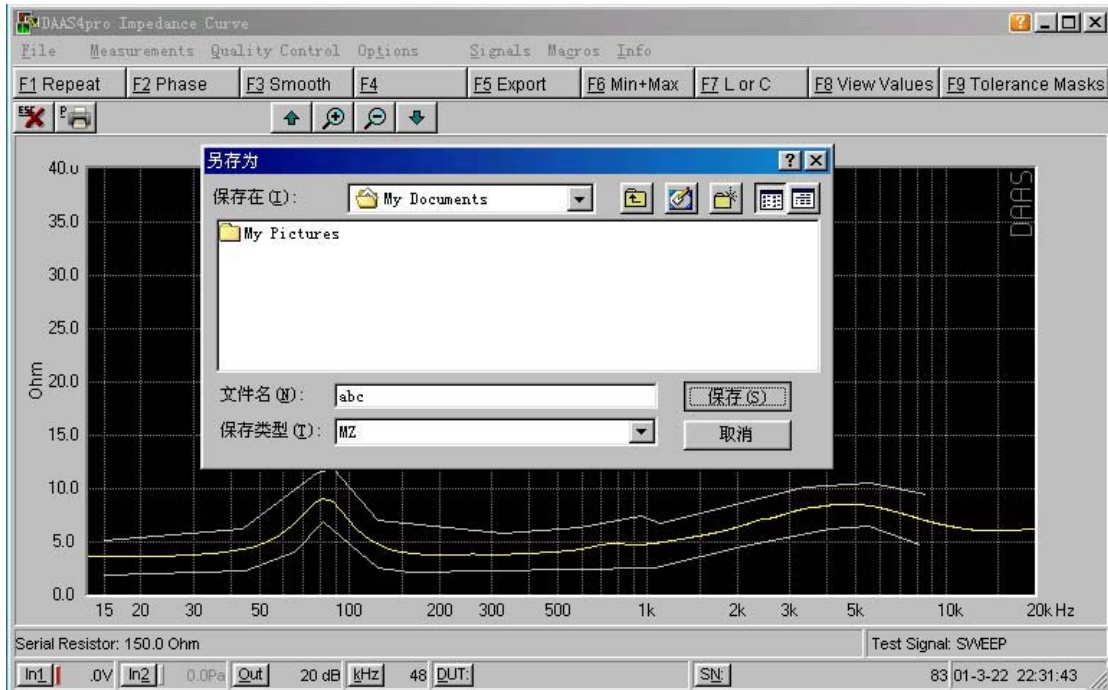 DAAS4pro Impedance Curve
File Measurements Quality Control Options Signals Macros Info
F1 Repeat F2 Phase F3 Smooth F4 F5 Export F6 Min+Max F7 L or C F8 View Values F9 Tolerance Masks
ESC P
另存为
保存在(I): My Documents
My Pictures
文件名(N): abc 保存(S)
保存类型(T): MZ 取消
DAAS
40.0
35.0
30.0
25.0
20.0
15.0
10.0
5.0
0.0
Ohm
15 20 30 50 100 200 300 500 1k 2k 3k 5k 10k 20k Hz
Serial Resistor: 150.0 Ohm Test Signal: SWEEP
In1 .0V In2 0.0Pa Out 20 dB kHz 48 DUT: SN: 83 01-3-22 22:31:43